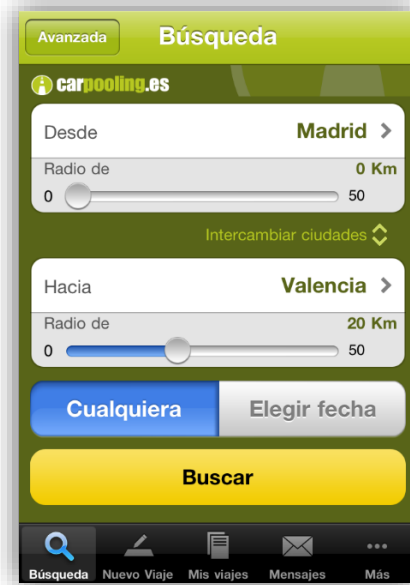 Avanzada Búsqueda
carpooling.es
Desde Madrid
Radio de 0 Km
0 50
Intercambiar ciudades
Hacia Valencia
Radio de 20 Km
0 50
Cualquiera Elegir fecha
Buscar
Búsqueda Nuevo Viaje Mis viajes Mensajes Más